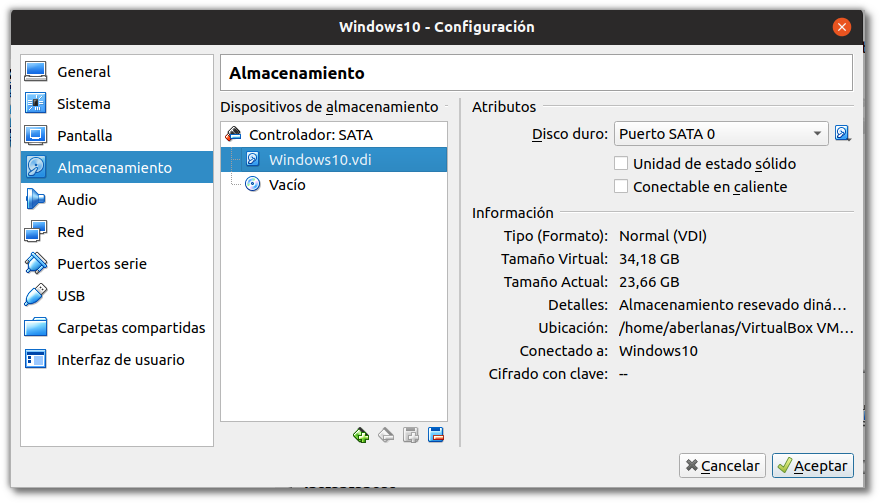 Windows10 - Configuración
General
Sistema
Pantalla
Almacenamiento
Audio
Red
Puertos serie
USB
Carpetas compartidas
Interfaz de usuario
Almacenamiento
Dispositivos de almacenamiento
Controlador: SATA
Windows10.vdi
Vacío
Atributos
Disco duro: Puerto SATA 0
Unidad de estado sólido
Conectable en caliente
Información
Tipo (Formato): Normal (VDI)
Tamaño Virtual: 34,18 GB
Tamaño Actual: 23,66 GB
Detalles: Almacenamiento resevado diná...
Ubicación: /home/aberlanas/VirtualBox VM...
Conectado a: Windows10
Cifrado con clave: --
Cancelar
Aceptar